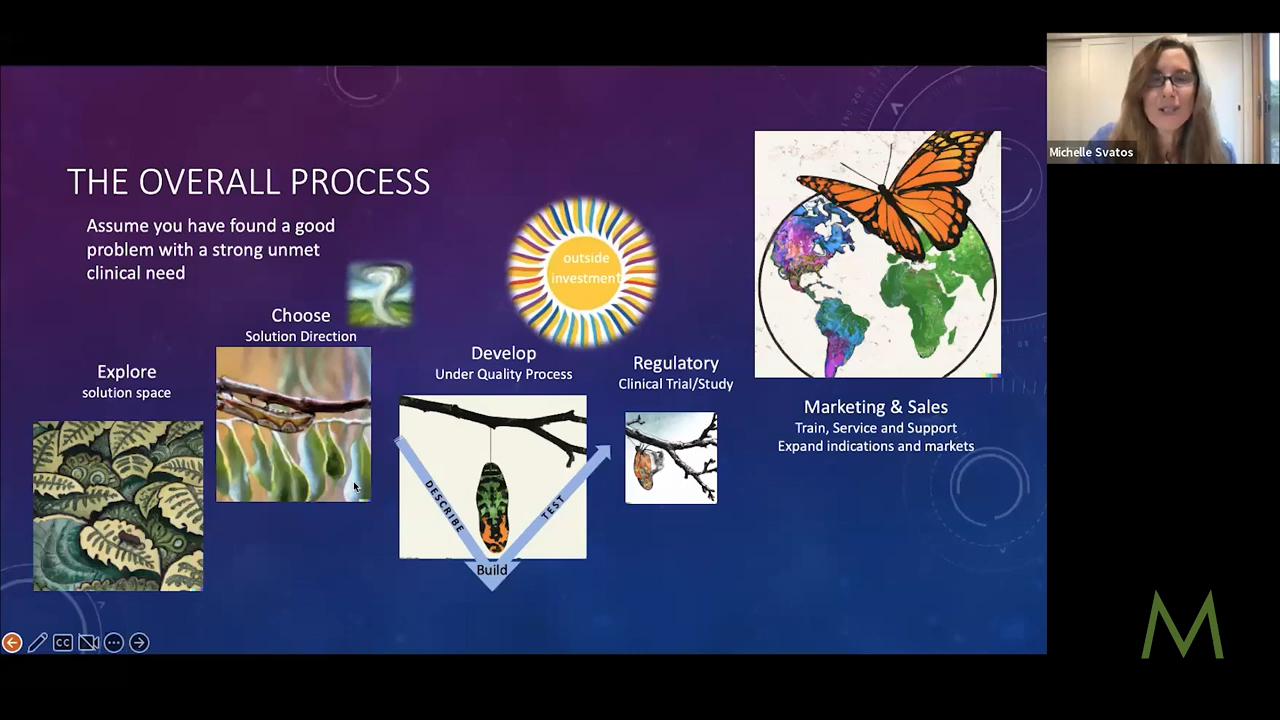 THE OVERALL PROCESS
Assume you have found a good
problem with a strong unmet
clinical need
Explore
solution space
Choose
Solution Direction
outside
investment
Develop
Under Quality Process
DESCRIBE
Build
TEST
Regulatory
Clinical Trial/Study
Marketing & Sales
Train, Service and Support
Expand indications and markets
Michelle Svatos
CC
M